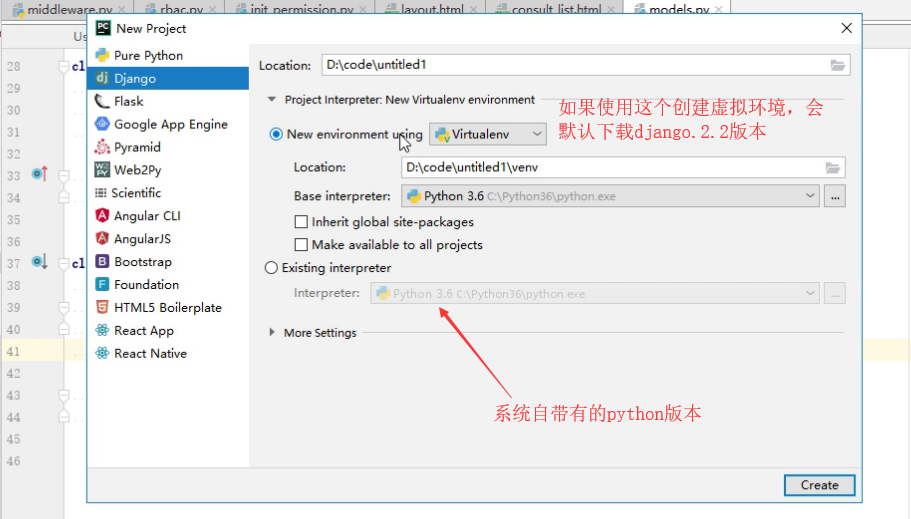 middleware.py
rbac.py
init_permission.py
layout.html
consult_list.html
models.py
New Project
Us
28
cl
29
30
31
32
33
34
35
36
37
cl
38
39
40
41
42
43
44
45
46
Pure Python
Django
Flask
Google App Engine
Pyramid
Web2Py
Scientific
Angular CLI
AngularJS
Bootstrap
Foundation
HTML5 Boilerplate
React App
React Native
Location: D:\code\untitled1
Project Interpreter: New Virtualenv environment
如果使用这个创建虚拟环境，会
默认下载django.2.2版本
New environment using Virtualenv
Location: D:\code\untitled1\venv
Base interpreter: Python 3.6 C:\Python36\python.exe ...
Inherit global site-packages
Make available to all projects
Existing interpreter
Interpreter: Python 3.6 C:\Python36\python.exe ...
More Settings
系统自带有的python版本
Create